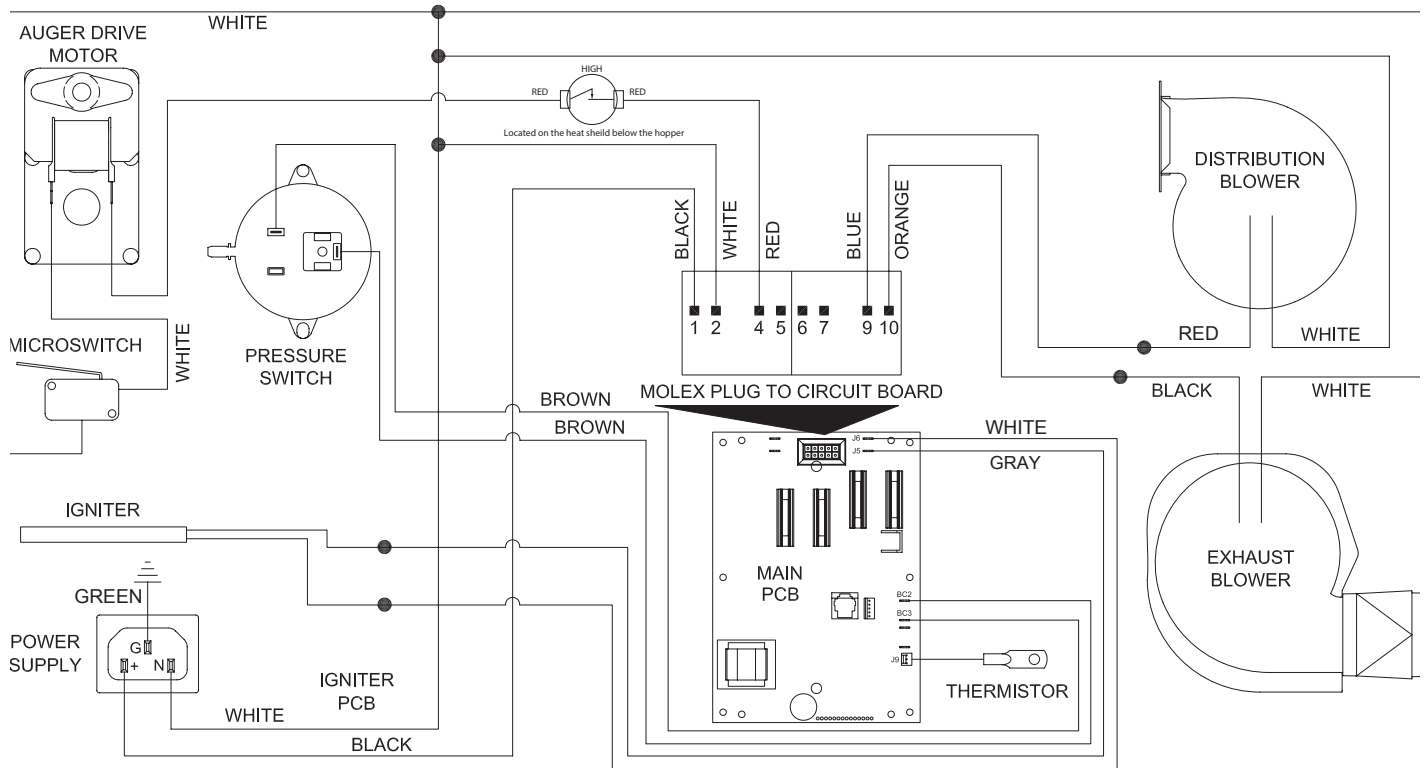 WHITE
AUGER DRIVE
MOTOR
HIGH
RED
RED
Located on the heat sheild below the hopper
DISTRIBUTION
BLOWER
BLACK
WHITE
RED
BLUE
ORANGE
1 2 4 5 6 7 9 10
MICROSWITCH
WHITE
PRESSURE
SWITCH
RED
WHITE
MOLEX PLUG TO CIRCUIT BOARD
BLACK
WHITE
BROWN
BROWN
J6
WHITE
J5
GRAY
IGNITER
MAIN
PCB
EXHAUST
BLOWER
GREEN
BC2
BC3
POWER
SUPPLY
G
+ N
J9
THERMISTOR
IGNITER
PCB
WHITE
BLACK